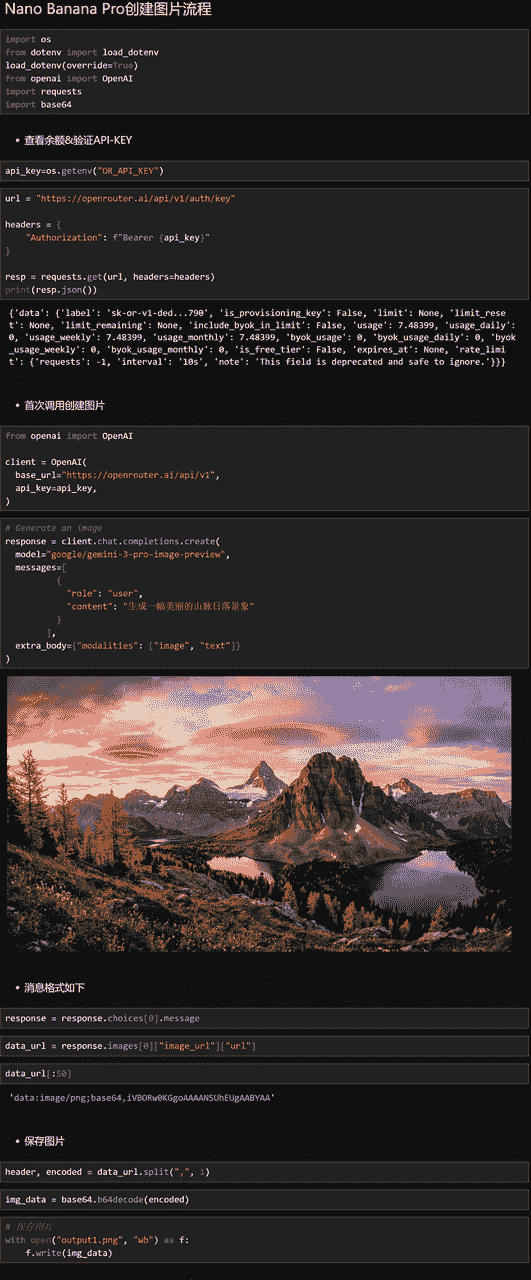 Nano Banana Pro创建图片流程
import os
from dotenv import load_dotenv
load_dotenv(override=True)
from openai import OpenAI
import requests
import base64
• 查看余额&验证API-KEY
api_key=os.getenv("OR_API_KEY")
url = "https://openrouter.ai/api/v1/auth/key"
headers = {
    "Authorization": f"Bearer {api_key}"
}
resp = requests.get(url, headers=headers)
print(resp.json())
{'data': {'label': 'sk-or-v1-ded...790', 'is_provisioning_key': False, 'limit': None, 'limit_rese
t': None, 'limit_remaining': None, 'include_byok_in_limit': False, 'usage': 7.48399, 'usage_daily':
0, 'usage_weekly': 7.48399, 'usage_monthly': 7.48399, 'byok_usage': 0, 'byok_usage_daily': 0, 'byok
_usage_weekly': 0, 'byok_usage_monthly': 0, 'is_free_tier': False, 'expires_at': None, 'rate_limi
t': {'requests': -1, 'interval': '10s', 'note': 'This field is deprecated and safe to ignore.'}}}
• 首次调用创建图片
from openai import OpenAI
client = OpenAI(
  base_url="https://openrouter.ai/api/v1",
  api_key=api_key,
)
# Generate an image
response = client.chat.completions.create(
  model="google/gemini-3-pro-image-preview",
  messages=[
          {
            "role": "user",
            "content": "生成一幅美丽的山脉日落景象"
          }
        ],
  extra_body={"modalities": ["image", "text"]}
)
• 消息格式如下
response = response.choices[0].message
data_url = response.images[0]["image_url"]["url"]
data_url[:50]
'data:image/png;base64,iVBORw0KGgoAAAANSUhEUgAABYAA'
• 保存图片
header, encoded = data_url.split(",", 1)
img_data = base64.b64decode(encoded)
# 保存图片
with open("output1.png", "wb") as f:
    f.write(img_data)